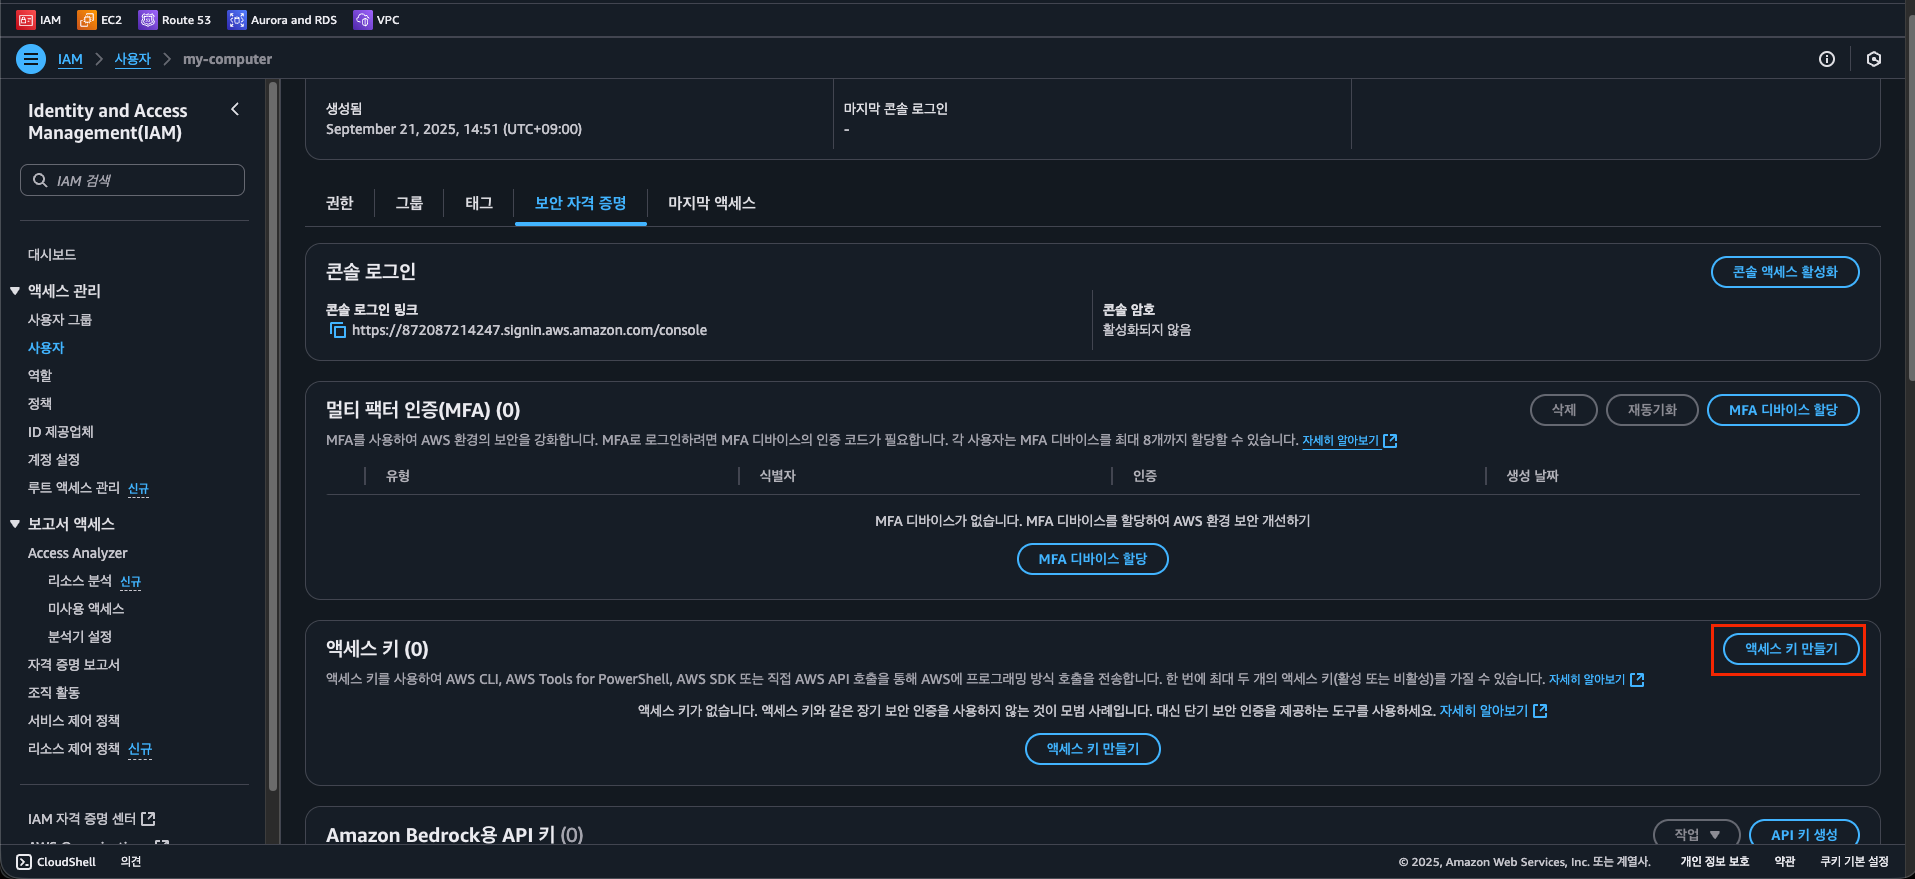 IAM EC2 Route 53 Aurora and RDS VPC
IAM 사용자 my-computer
Identity and Access
Management(IAM)
IAM 검색
대시보드
액세스 관리
사용자 그룹
사용자
역할
정책
ID 제공업체
계정 설정
루트 액세스 관리 신규
보고서 액세스
Access Analyzer
리소스 분석 신규
미사용 액세스
분석기 설정
자격 증명 보고서
조직 활동
서비스 제어 정책
리소스 제어 정책 신규
IAM 자격 증명 센터
생성됨
September 21, 2025, 14:51 (UTC+09:00)
마지막 콘솔 로그인
-
권한 그룹 태그 보안 자격 증명 마지막 액세스
콘솔 로그인
콘솔 액세스 활성화
콘솔 로그인 링크
https://872087214247.signin.aws.amazon.com/console
콘솔 암호
활성화되지 않음
멀티 팩터 인증(MFA) (0)
삭제 재동기화 MFA 디바이스 할당
MFA를 사용하여 AWS 환경의 보안을 강화합니다. MFA로 로그인하려면 MFA 디바이스의 인증 코드가 필요합니다. 각 사용자는 MFA 디바이스를 최대 8개까지 할당할 수 있습니다. 자세히 알아보기
유형 식별자 인증 생성 날짜
MFA 디바이스가 없습니다. MFA 디바이스를 할당하여 AWS 환경 보안 개선하기
MFA 디바이스 할당
액세스 키 (0)
액세스 키 만들기
액세스 키를 사용하여 AWS CLI, AWS Tools for PowerShell, AWS SDK 또는 직접 AWS API 호출을 통해 AWS에 프로그래밍 방식 호출을 전송합니다. 한 번에 최대 두 개의 액세스 키(활성 또는 비활성)를 가질 수 있습니다. 자세히 알아보기
액세스 키가 없습니다. 액세스 키와 같은 장기 보안 인증을 사용하지 않는 것이 모범 사례입니다. 대신 단기 보안 인증을 제공하는 도구를 사용하세요. 자세히 알아보기
액세스 키 만들기
Amazon Bedrock용 API 키 (0)
작업 API 키 생성
CloudShell 의견
© 2025, Amazon Web Services, Inc. 또는 계열사. 개인 정보 보호 약관 쿠키 기본 설정